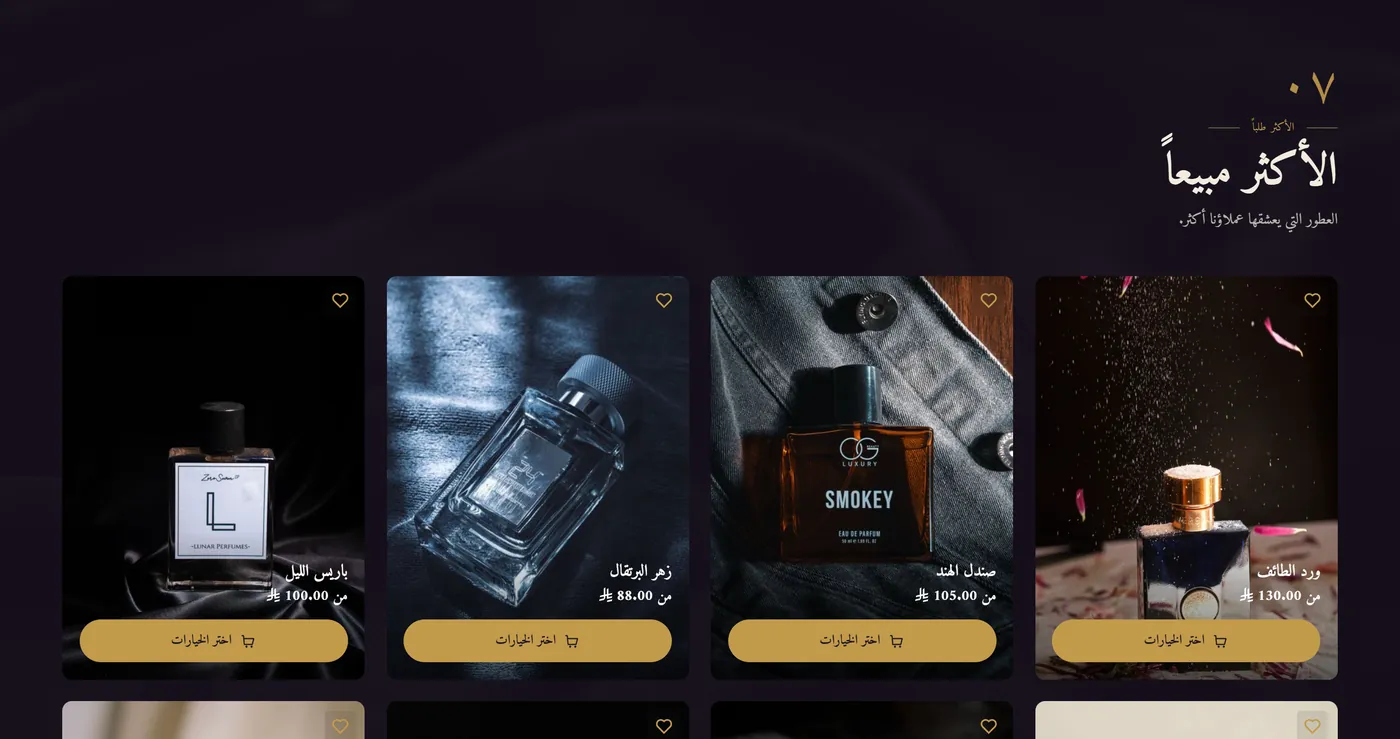 ٠٧
الأكثر طلباً
الأكثر مبيعاً
العطور التي يعشقها عملاؤنا أكثر.
OG
LUXURY
SMOKEY
EAU DE PARFUM
L
-LUNAR PERFUMES-
ورد الطائف
من 130.00 ⃁
اختر الخيارات
صندل الهند
من 105.00 ⃁
اختر الخيارات
زهر البرتقال
من 88.00 ⃁
اختر الخيارات
باريس الليل
من 100.00 ⃁
اختر الخيارات